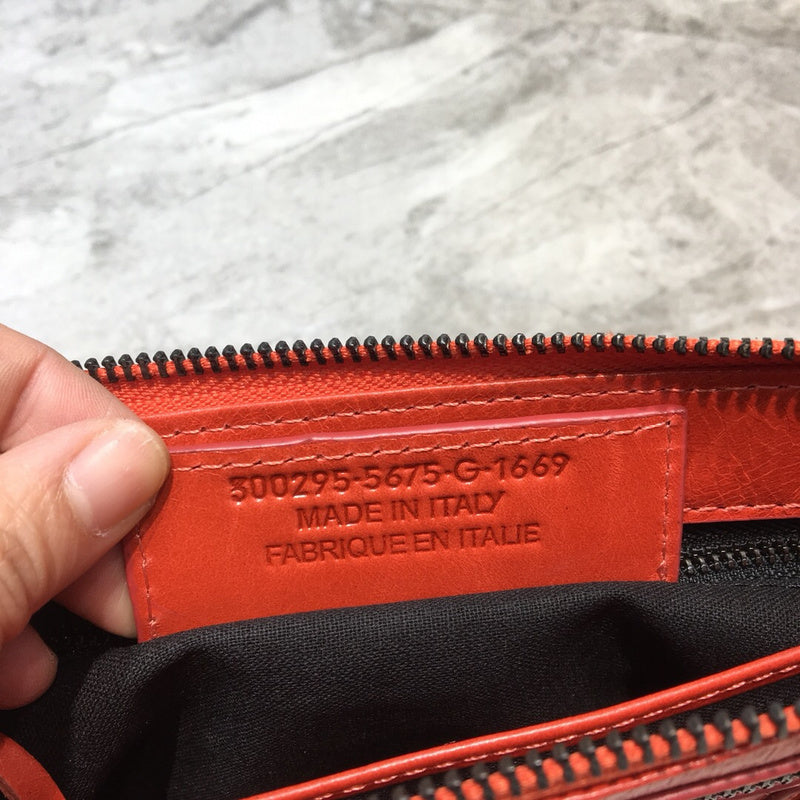 300295-5675-G-1669
MADE IN ITALY
FABRIQUE EN ITALIE